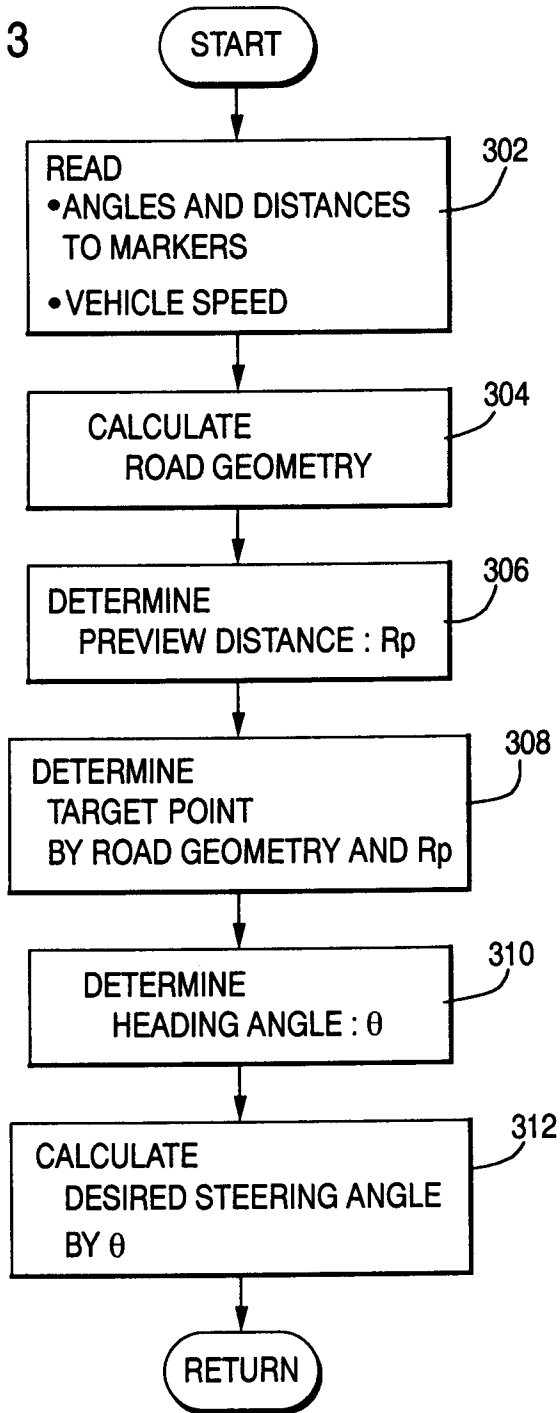 3
START
302
READ
•ANGLES AND DISTANCES
TO MARKERS
•VEHICLE SPEED
304
CALCULATE
ROAD GEOMETRY
306
DETERMINE
PREVIEW DISTANCE : Rp
308
DETERMINE
TARGET POINT
BY ROAD GEOMETRY AND Rp
310
DETERMINE
HEADING ANGLE : θ
312
CALCULATE
DESIRED STEERING ANGLE
BY θ
RETURN